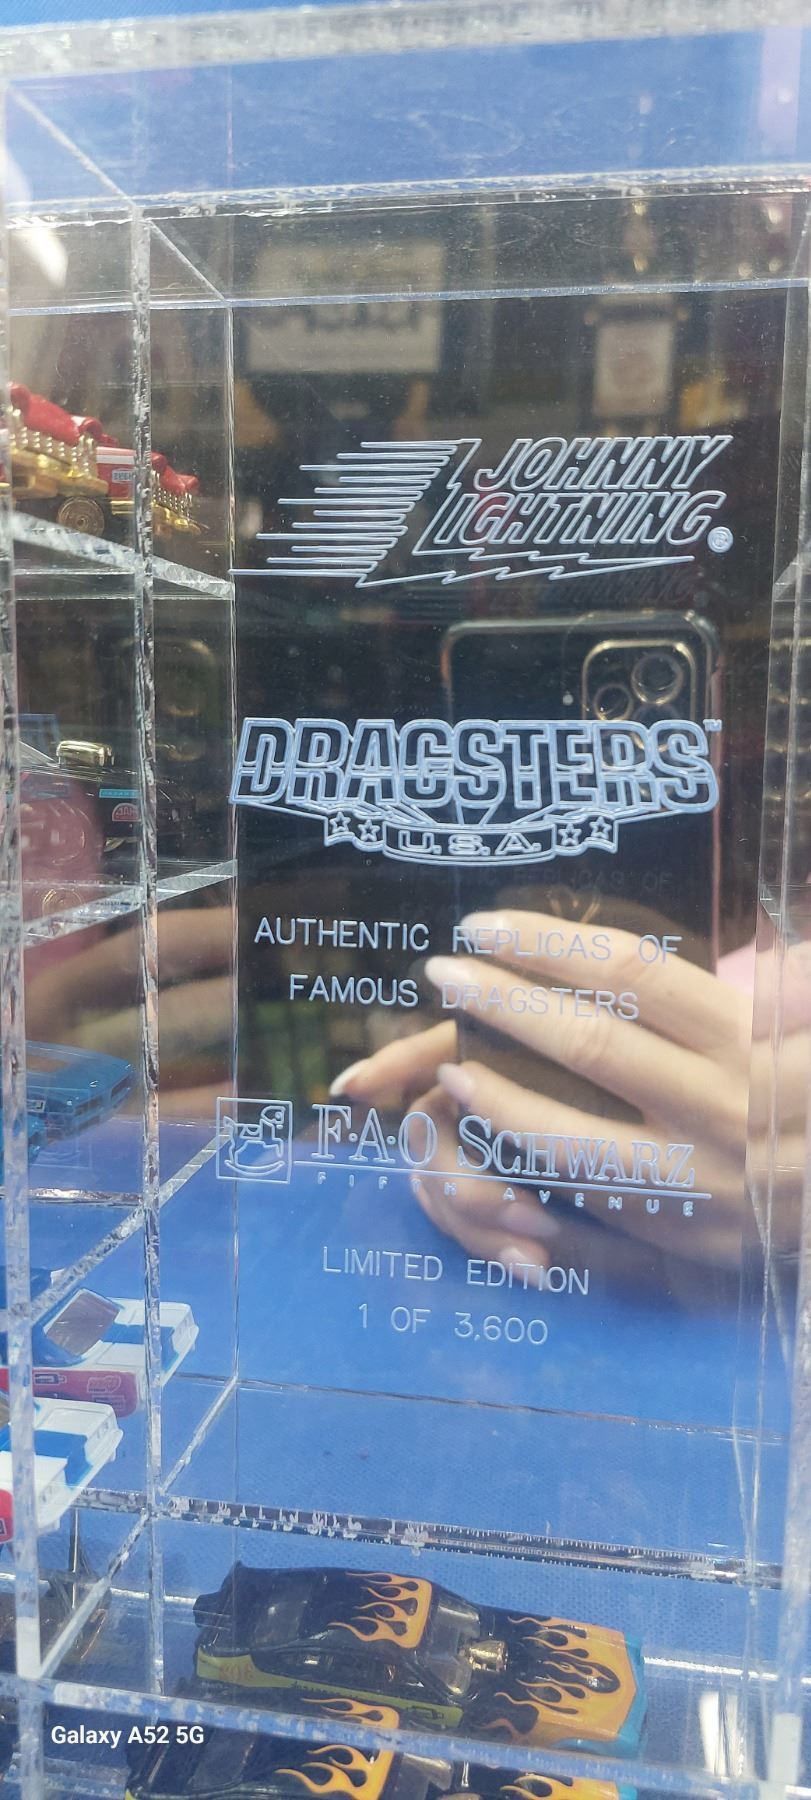 JOHNNY
LIGHTNING®
DRAGSTERS™
U.S.A.
AUTHENTIC REPLICAS OF
FAMOUS DRAGSTERS
F·A·O SCHWARZ
FIFTH AVENUE
LIMITED EDITION
1 OF 3,600
Galaxy A52 5G